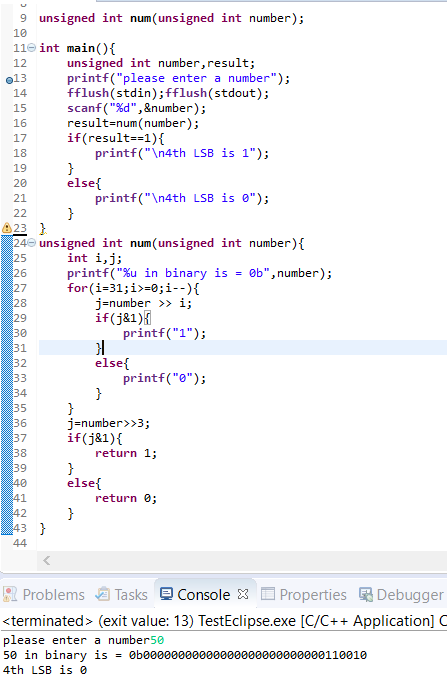 8
9 unsigned int num(unsigned int number);
10
11 int main(){
12 unsigned int number,result;
13 printf("please enter a number");
14 fflush(stdin);fflush(stdout);
15 scanf("%d",&number);
16 result=num(number);
17 if(result==1){
18 printf("\n4th LSB is 1");
19 }
20 else{
21 printf("\n4th LSB is 0");
22 }
23 }
24 unsigned int num(unsigned int number){
25 int i,j;
26 printf("%u in binary is = 0b",number);
27 for(i=31;i>=0;i--){
28 j=number >> i;
29 if(j&1){
30 printf("1");
31 }
32 else{
33 printf("0");
34 }
35 }
36 j=number>>3;
37 if(j&1){
38 return 1;
39 }
40 else{
41 return 0;
42 }
43 }
44
Problems Tasks Console Properties Debugger
<terminated> (exit value: 13) TestEclipse.exe [C/C++ Application] C
please enter a number50
50 in binary is = 0b00000000000000000000000000110010
4th LSB is 0